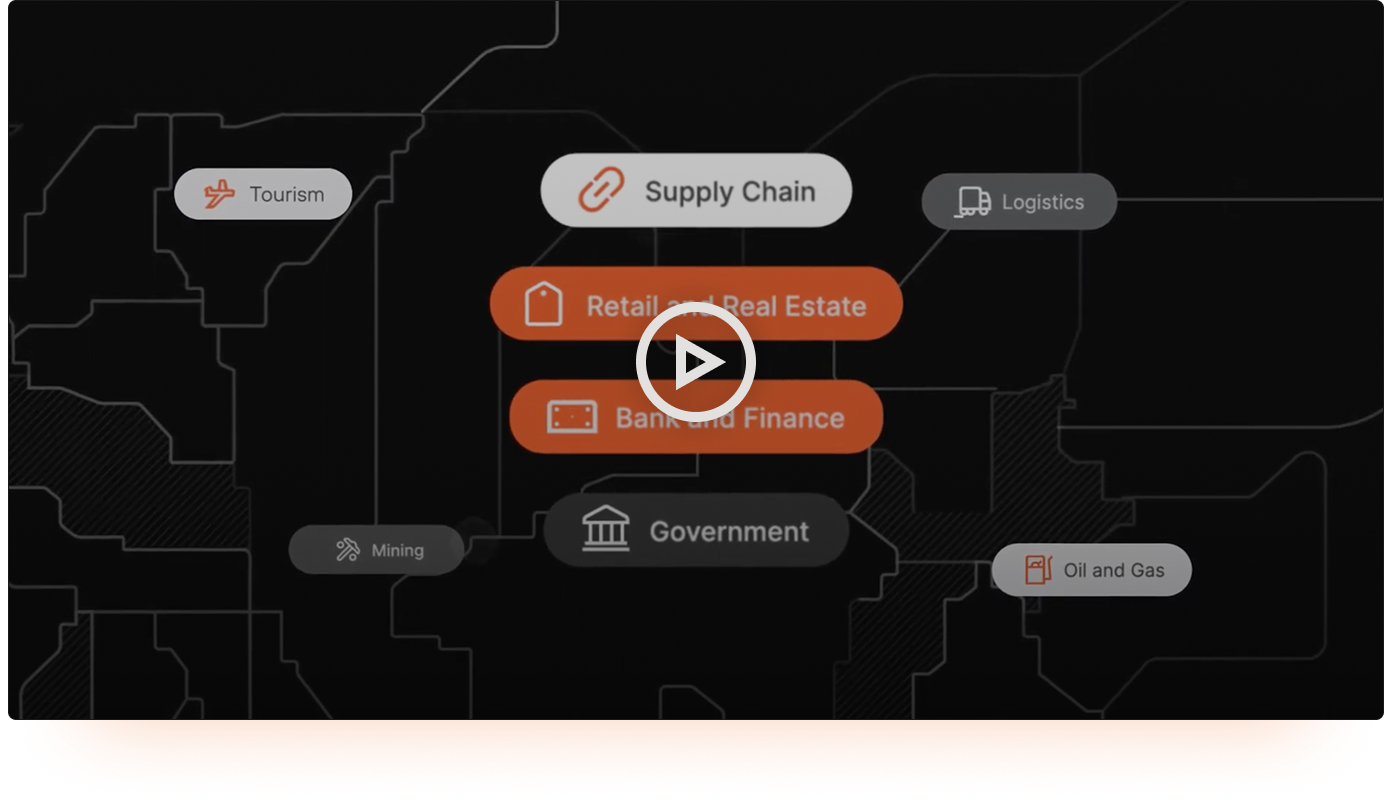 Tourism
Supply Chain
Logistics
Retail and Real Estate
Bank and Finance
Mining
Government
Oil and Gas